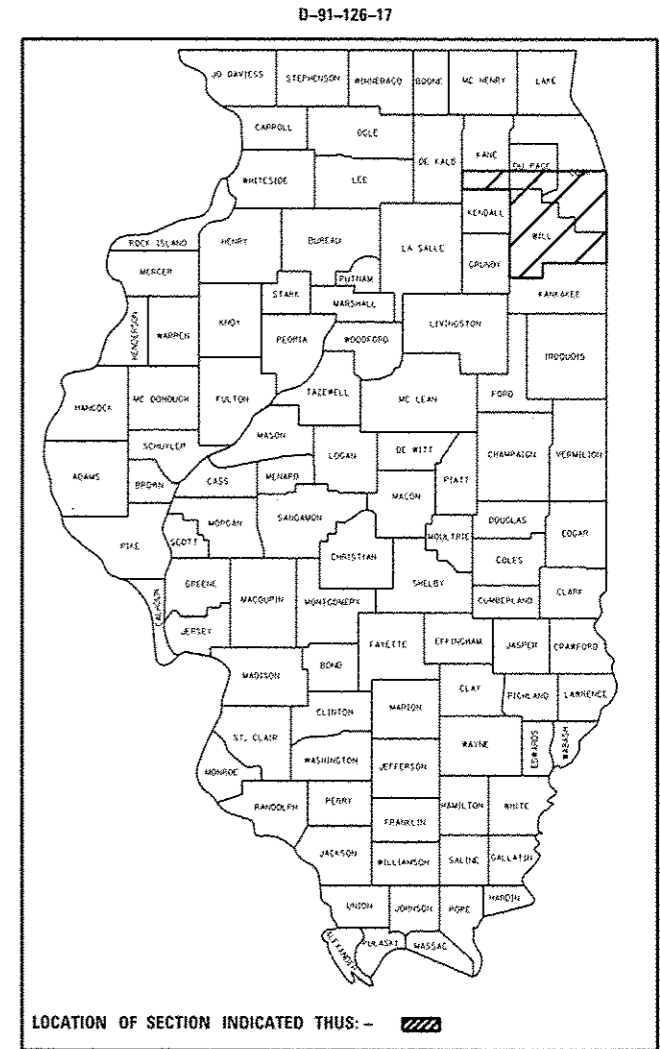 D-91-126-17
JO DAVIESS STEPHENSON WINNEBAGO BOONE MC HENRY LAKE
CARROLL OGLE
DE KALB KANE DU PAGE
WHITESIDE LEE
KENDALL WILL
ROCK ISLAND HENRY BUREAU LA SALLE GRUNDY
MERCER PUTNAM KANKAKEE
STARK MARSHALL
HENDERSON WARREN KNOX PEORIA WOODFORD LIVINGSTON IROQUOIS
HANCOCK MC DONOUGH FULTON TAZEWELL MC LEAN FORD
MASON
SCHUYLER LOGAN DE WITT CHAMPAIGN VERMILION
ADAMS BROWN CASS MENARD MACON PIATT
PIKE SCOTT MORGAN SANGAMON MOULTRIE DOUGLAS EDGAR
CHRISTIAN COLES
CALHOUN GREENE MACOUPIN MONTGOMERY SHELBY CUMBERLAND CLARK
JERSEY FAYETTE EFFINGHAM JASPER CRAWFORD
MADISON BOND
CLAY RICHLAND LAWRENCE
CLINTON MARION
ST. CLAIR WAYNE EDWARDS WABASH
MONROE WASHINGTON JEFFERSON
RANDOLPH PERRY HAMILTON WHITE
FRANKLIN
JACKSON WILLIAMSON SALINE GALLATIN
UNION JOHNSON POPE HARDIN
ALEXANDER PULASKI MASSAC
LOCATION OF SECTION INDICATED THUS: -